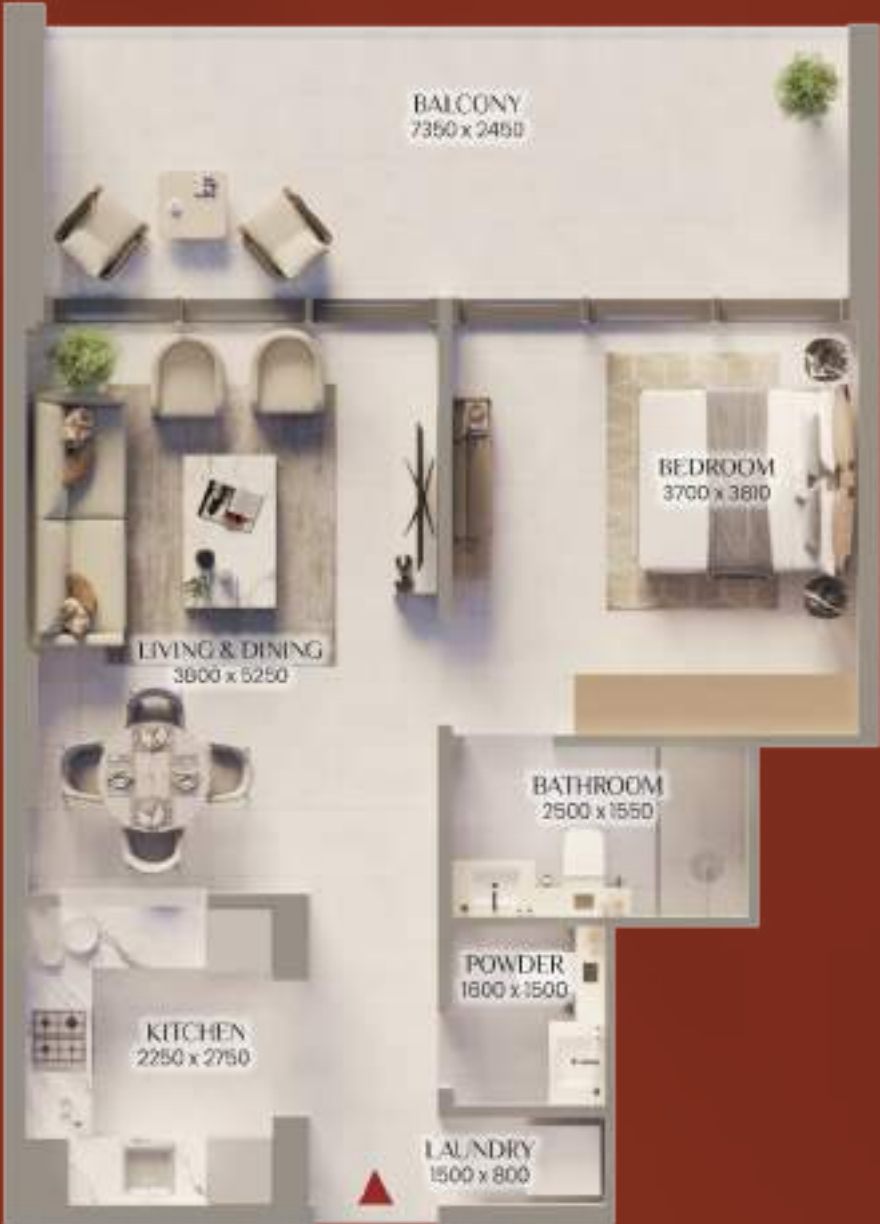 BALCONY
7350 x 2450
BEDROOM
3700 x 3810
LIVING & DINING
3800 x 5250
BATHROOM
2500 x 1550
POWDER
1600 x 1500
KITCHEN
2250 x 2750
LAUNDRY
1500 x 800